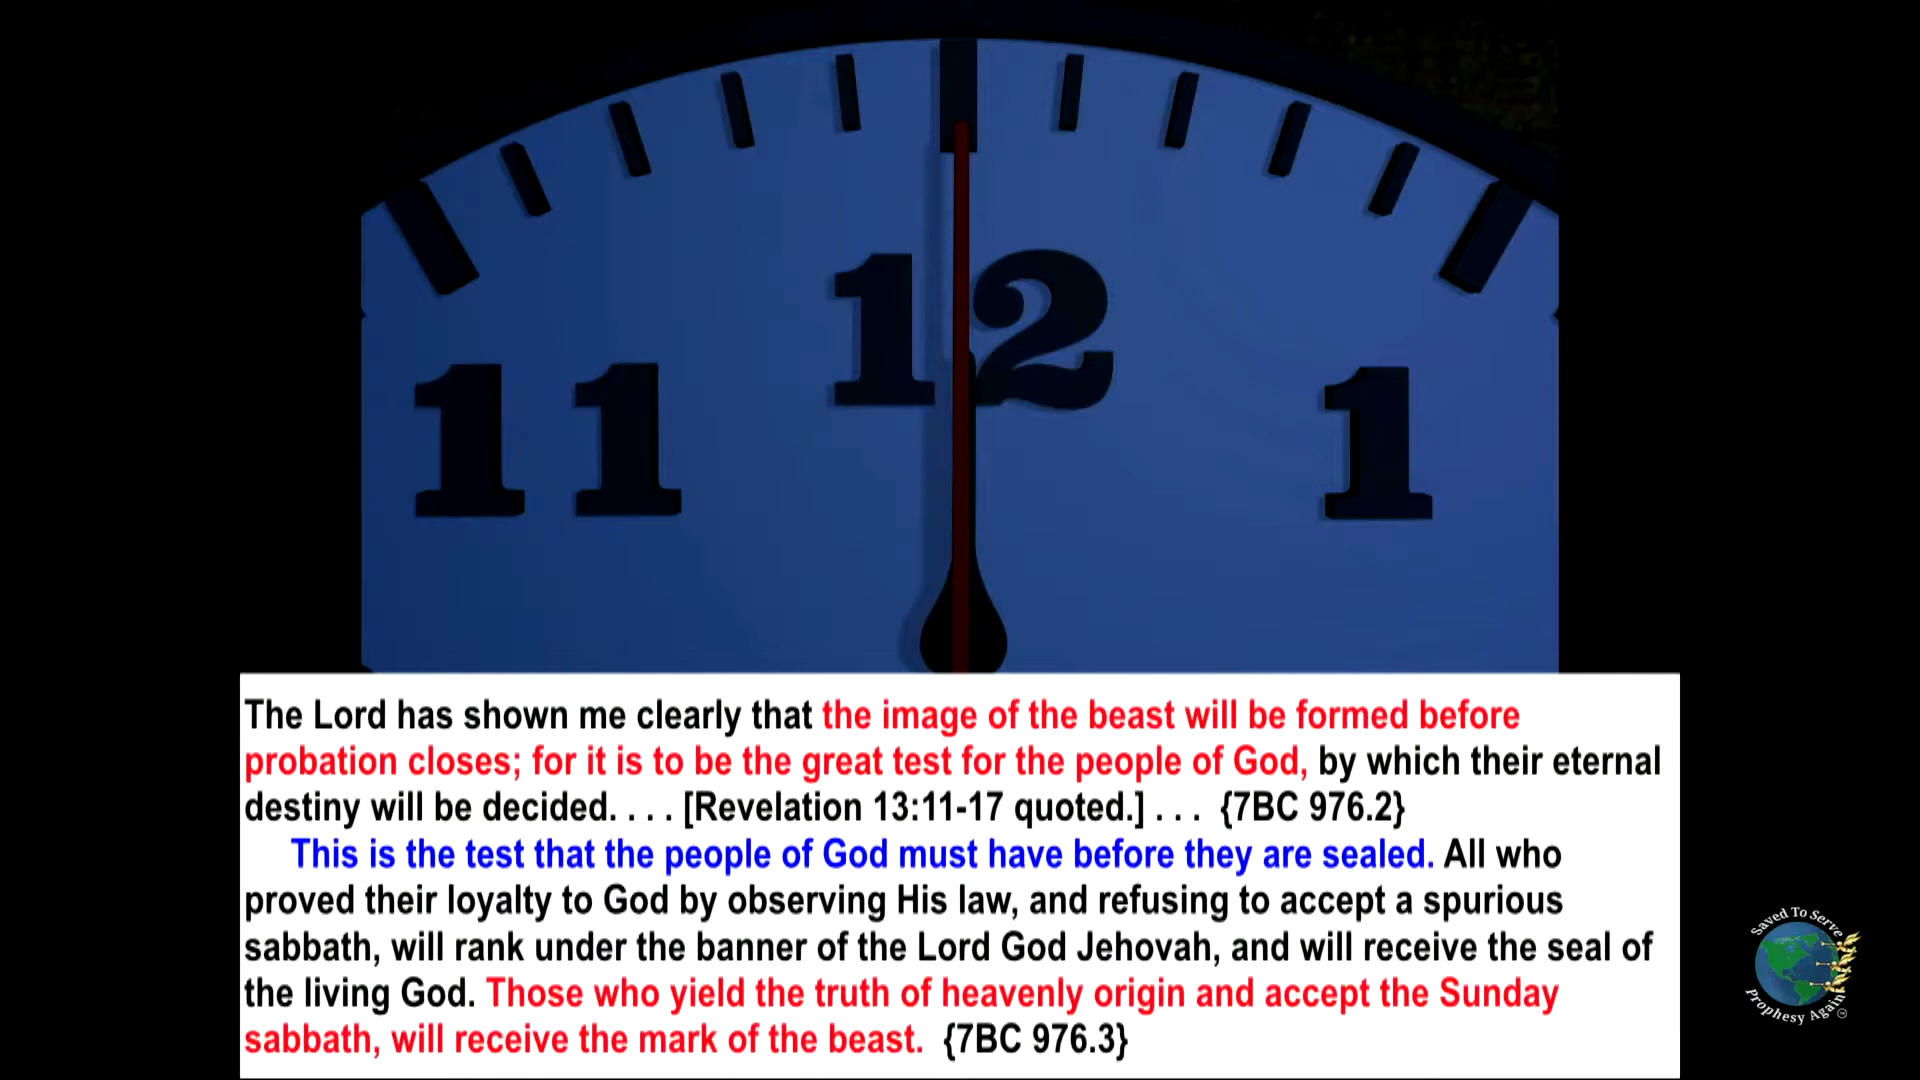 11
12
1
The Lord has shown me clearly that the image of the beast will be formed before
probation closes; for it is to be the great test for the people of God, by which their eternal
destiny will be decided. . . . [Revelation 13:11-17 quoted.] . . . {7BC 976.2}
This is the test that the people of God must have before they are sealed. All who
proved their loyalty to God by observing His law, and refusing to accept a spurious
sabbath, will rank under the banner of the Lord God Jehovah, and will receive the seal of
the living God. Those who yield the truth of heavenly origin and accept the Sunday
sabbath, will receive the mark of the beast. {7BC 976.3}
Saved To Serve
Prophesy Again